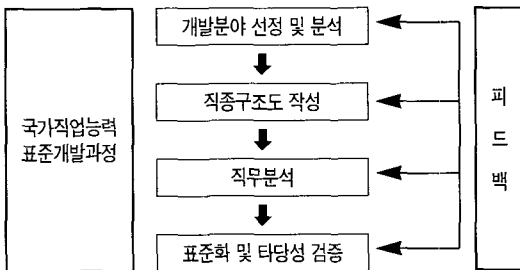 개발분야 선정 및 분석
직종구조도 작성
국가직업능력
표준개발과정
직무분석
표준화 및 타당성 검증
피
드
백